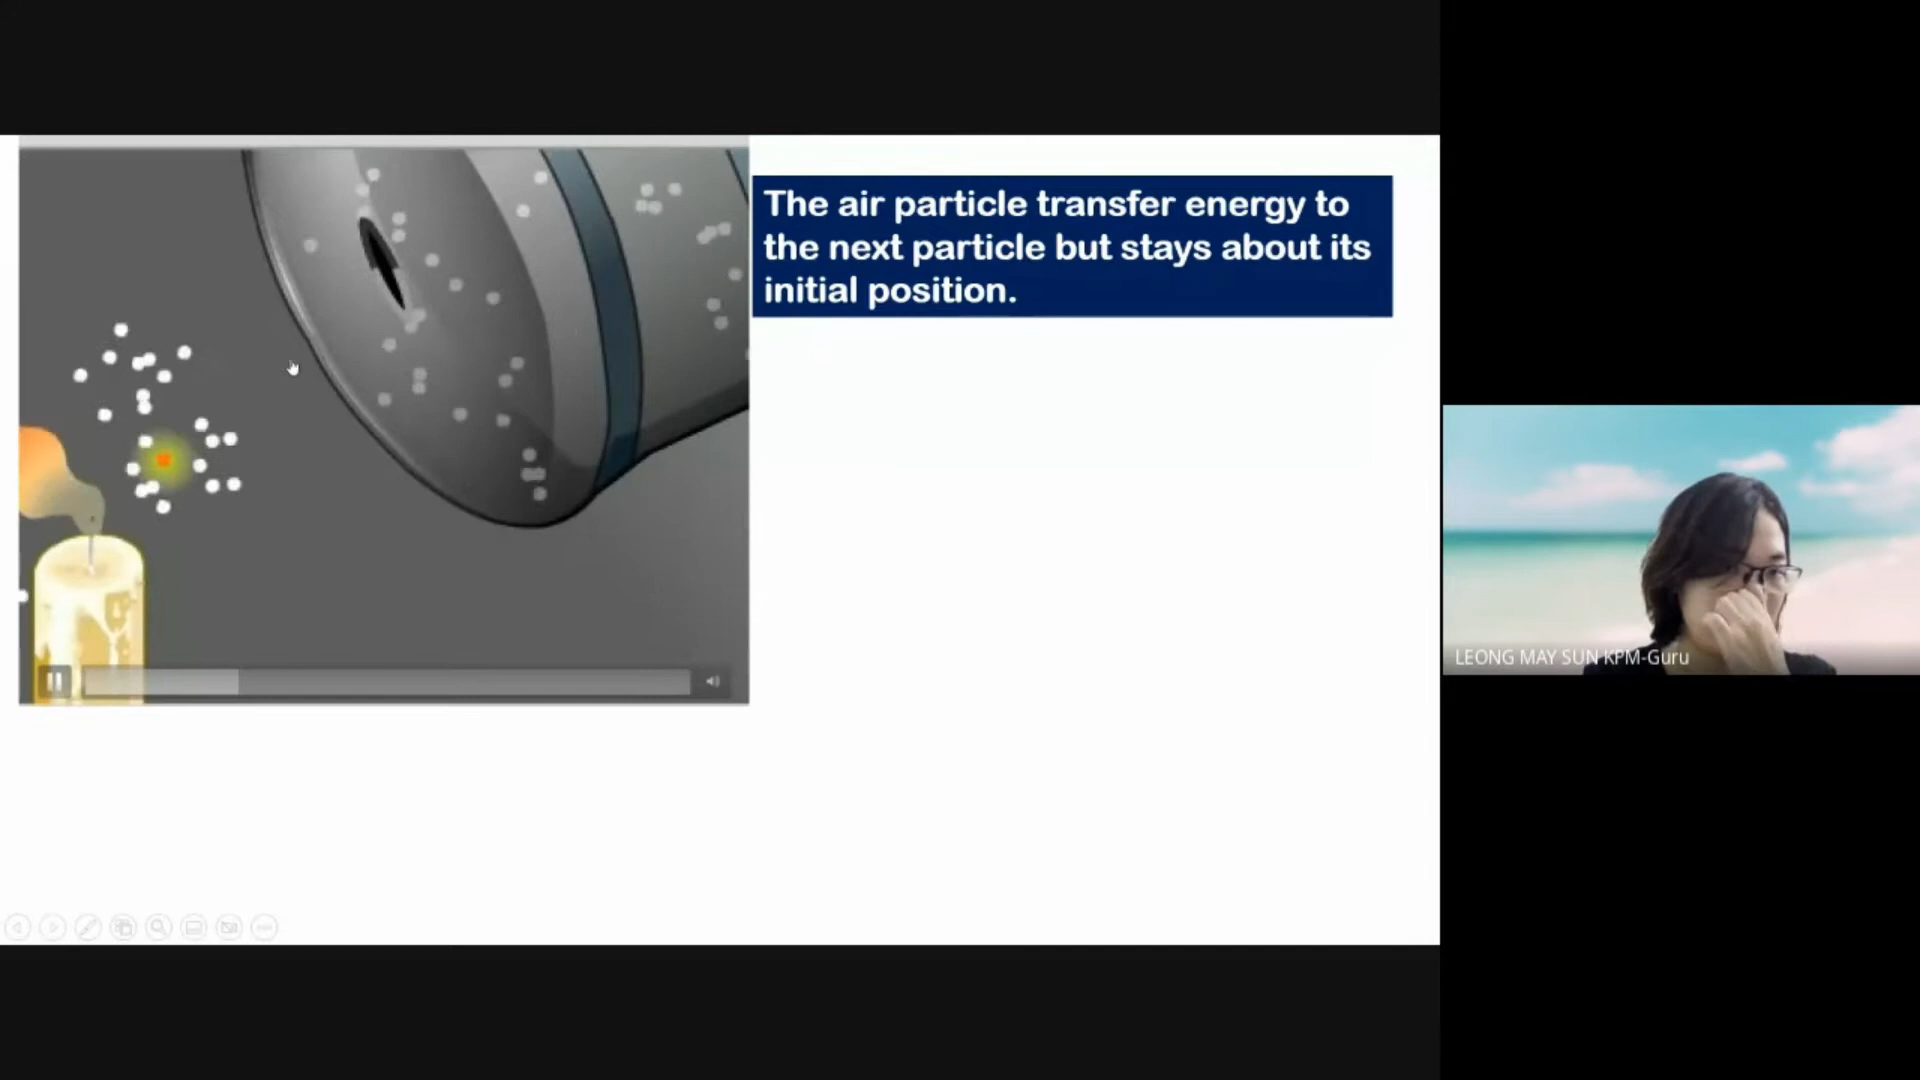 The air particle transfer energy to
the next particle but stays about its
initial position.
LEONG MAY SUN KPM-Guru